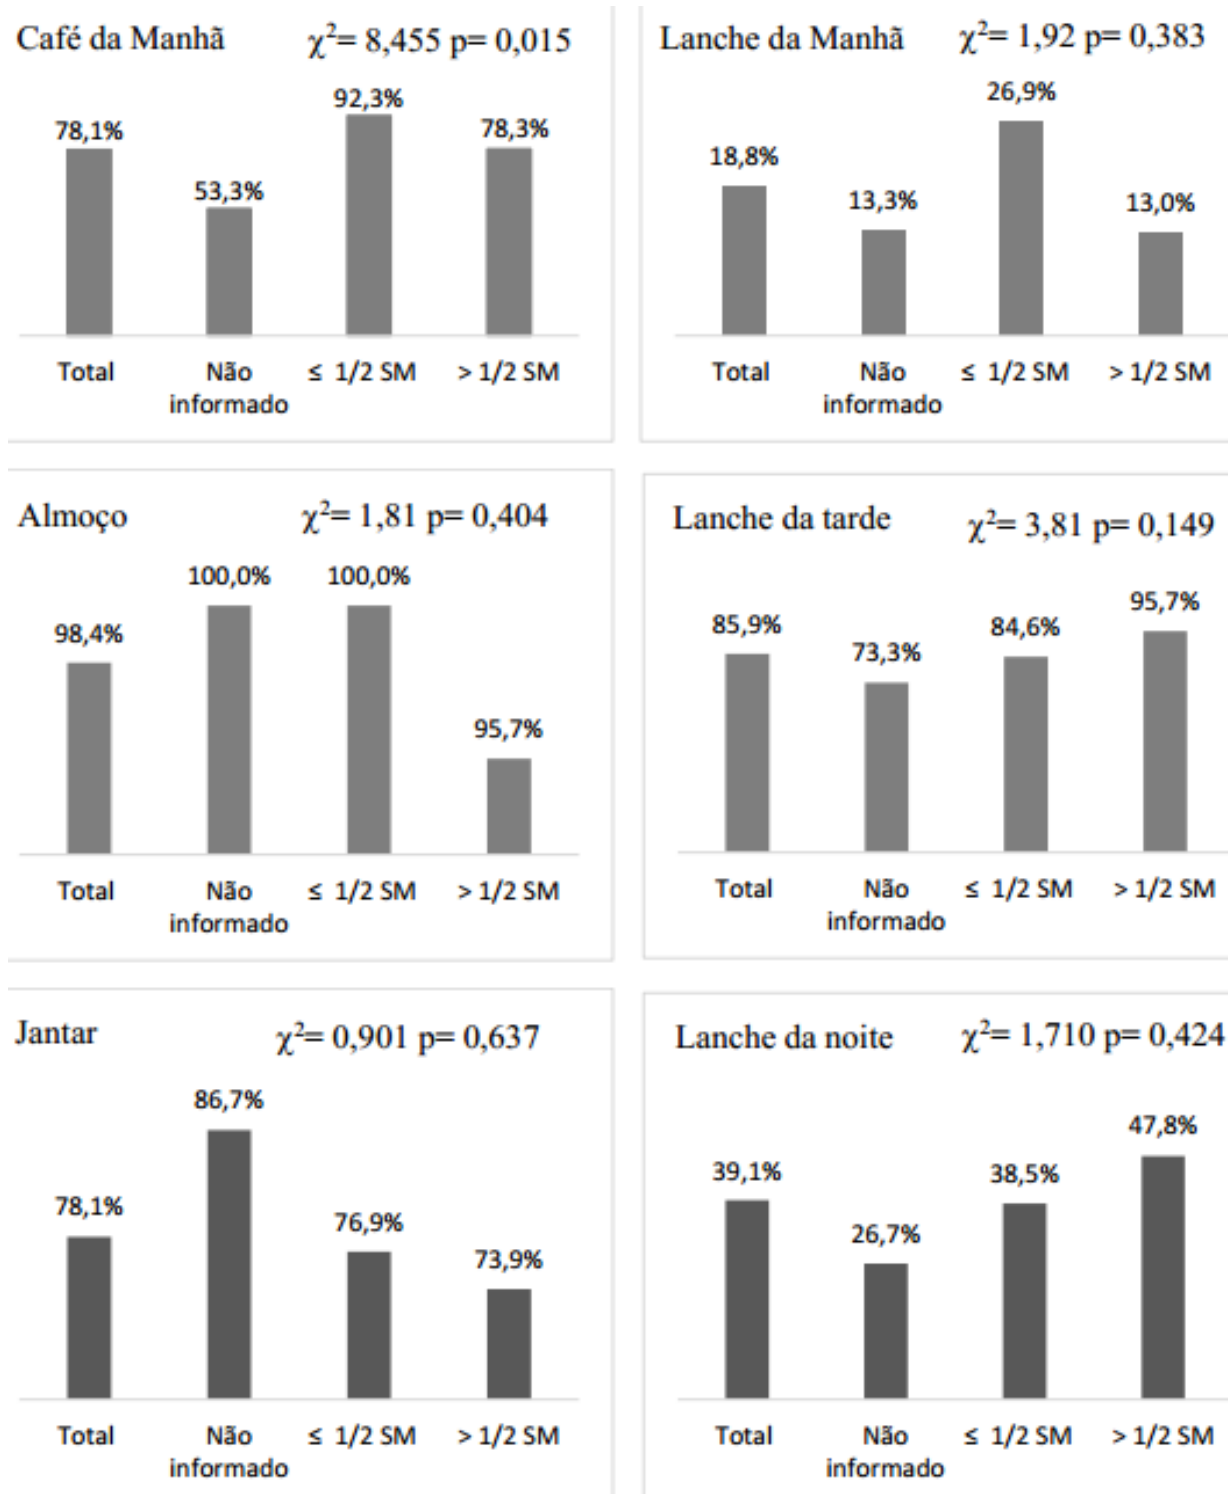 Café da Manhã χ²= 8,455 p= 0,015
92,3%
78,1%
78,3%
53,3%
Total Não ≤ 1/2 SM > 1/2 SM
informado
Lanche da Manhã χ²= 1,92 p= 0,383
26,9%
18,8%
13,3%
13,0%
Total Não ≤ 1/2 SM > 1/2 SM
informado
Almoço χ²= 1,81 p= 0,404
100,0% 100,0%
98,4%
95,7%
Total Não ≤ 1/2 SM > 1/2 SM
informado
Lanche da tarde χ²= 3,81 p= 0,149
95,7%
85,9%
84,6%
73,3%
Total Não ≤ 1/2 SM > 1/2 SM
informado
Jantar χ²= 0,901 p= 0,637
86,7%
78,1%
76,9%
73,9%
Total Não ≤ 1/2 SM > 1/2 SM
informado
Lanche da noite χ²= 1,710 p= 0,424
47,8%
39,1%
38,5%
26,7%
Total Não ≤ 1/2 SM > 1/2 SM
informado